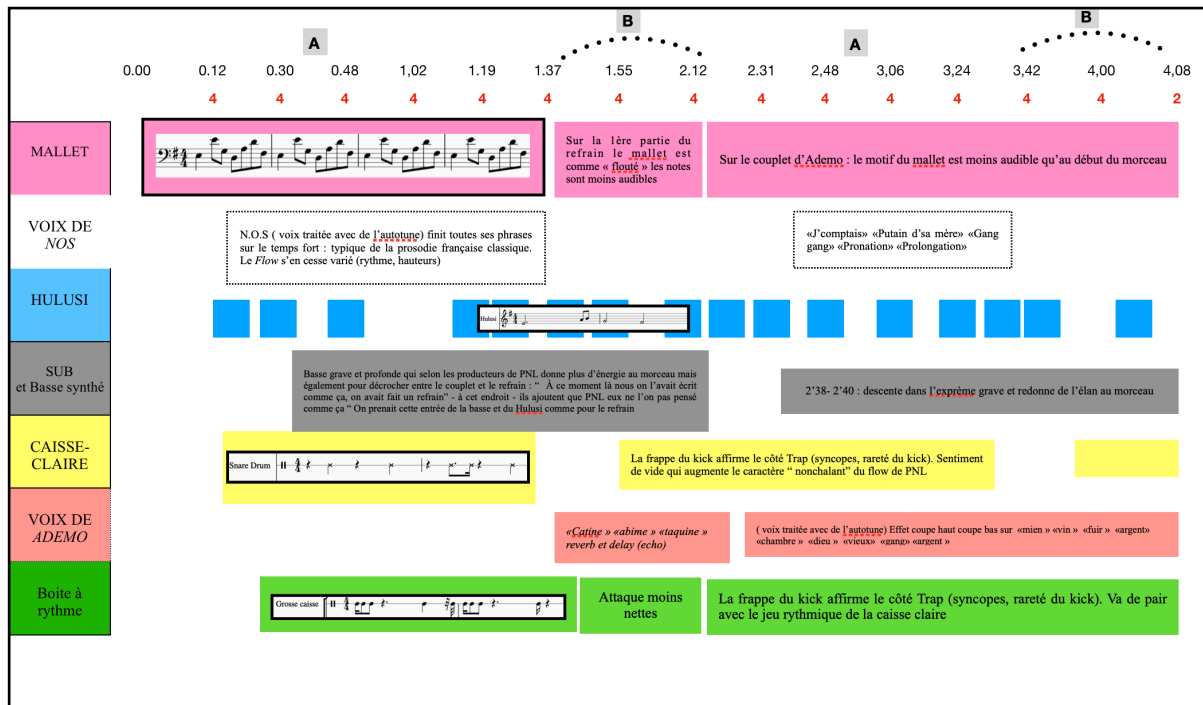 A
B
A
B
0.00 0.12 0.30 0.48 1,02 1.19 1.37 1.55 2.12 2.31 2,48 3,06 3,24 3,42 4,00 4,08
4 4 4 4 4 4 4 4 4 4 4 4 4 4 2
MALLET
Sur la 1ère partie du
refrain le mallet est
comme « flouté » les notes
sont moins audibles
Sur le couplet d’Ademo : le motif du mallet est moins audible qu’au début du morceau
VOIX DE
NOS
N.O.S ( voix traitée avec de l’autotune) finit toutes ses phrases
sur le temps fort : typique de la prosodie française classique.
Le Flow s’en cesse varié (rythme, hauteurs)
«J’comptais» «Putain d’sa mère» «Gang
gang» «Pronation» «Prolongation»
HULUSI
Hulusi
SUB
et Basse synthé
Basse grave et profonde qui selon les producteurs de PNL donne plus d’énergie au morceau mais
également pour décrocher entre le couplet et le refrain : “ À ce moment là nous on l’avait écrit
comme ça, on avait fait un refrain” - à cet endroit - ils ajoutent que PNL eux ne l’on pas pensé
comme ça “ On prenait cette entrée de la basse et du Hulusi comme pour le refrain
2’38- 2’40 : descente dans l’exprème grave et redonne de l’élan au morceau
CAISSE-
CLAIRE
Snare Drum
La frappe du kick affirme le côté Trap (syncopes, rareté du kick). Sentiment
de vide qui augmente le caractère “ nonchalant” du flow de PNL
VOIX DE
ADEMO
«Catine » «abime » «taquine »
reverb et delay (echo)
( voix traitée avec de l’autotune) Effet coupe haut coupe bas sur «mien » «vin » «fuir » «argent»
«chambre » «dieu » «vieux» «gang» «argent »
Boite à
rythme
Grosse caisse
Attaque moins
nettes
La frappe du kick affirme le côté Trap (syncopes, rareté du kick). Va de pair
avec le jeu rythmique de la caisse claire